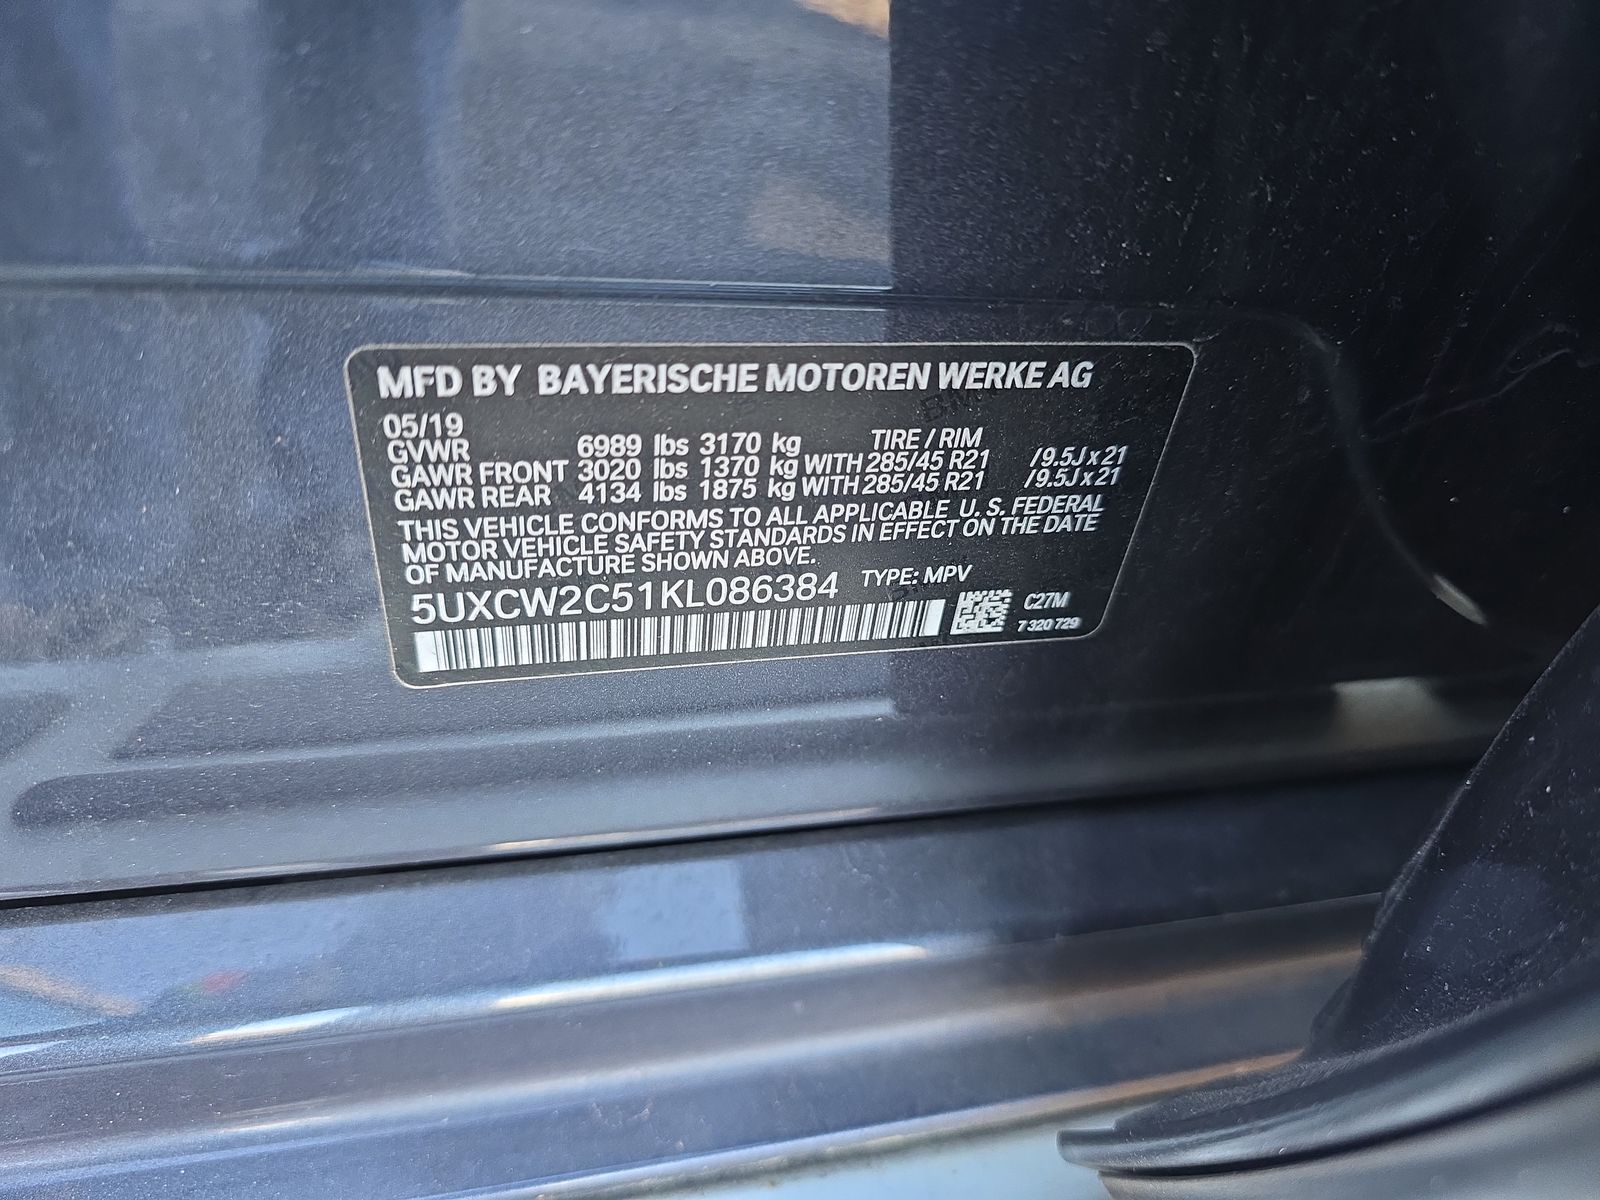 MFD BY BAYERISCHE MOTOREN WERKE AG
05/19
GVWR 6989 lbs 3170 kg TIRE / RIM
GAWR FRONT 3020 lbs 1370 kg WITH 285/45 R21 /9.5J x 21
GAWR REAR 4134 lbs 1875 kg WITH 285/45 R21 /9.5J x 21
THIS VEHICLE CONFORMS TO ALL APPLICABLE U. S. FEDERAL
MOTOR VEHICLE SAFETY STANDARDS IN EFFECT ON THE DATE
OF MANUFACTURE SHOWN ABOVE.
5UXCW2C51KL086384 TYPE: MPV
C27M
7 320 729